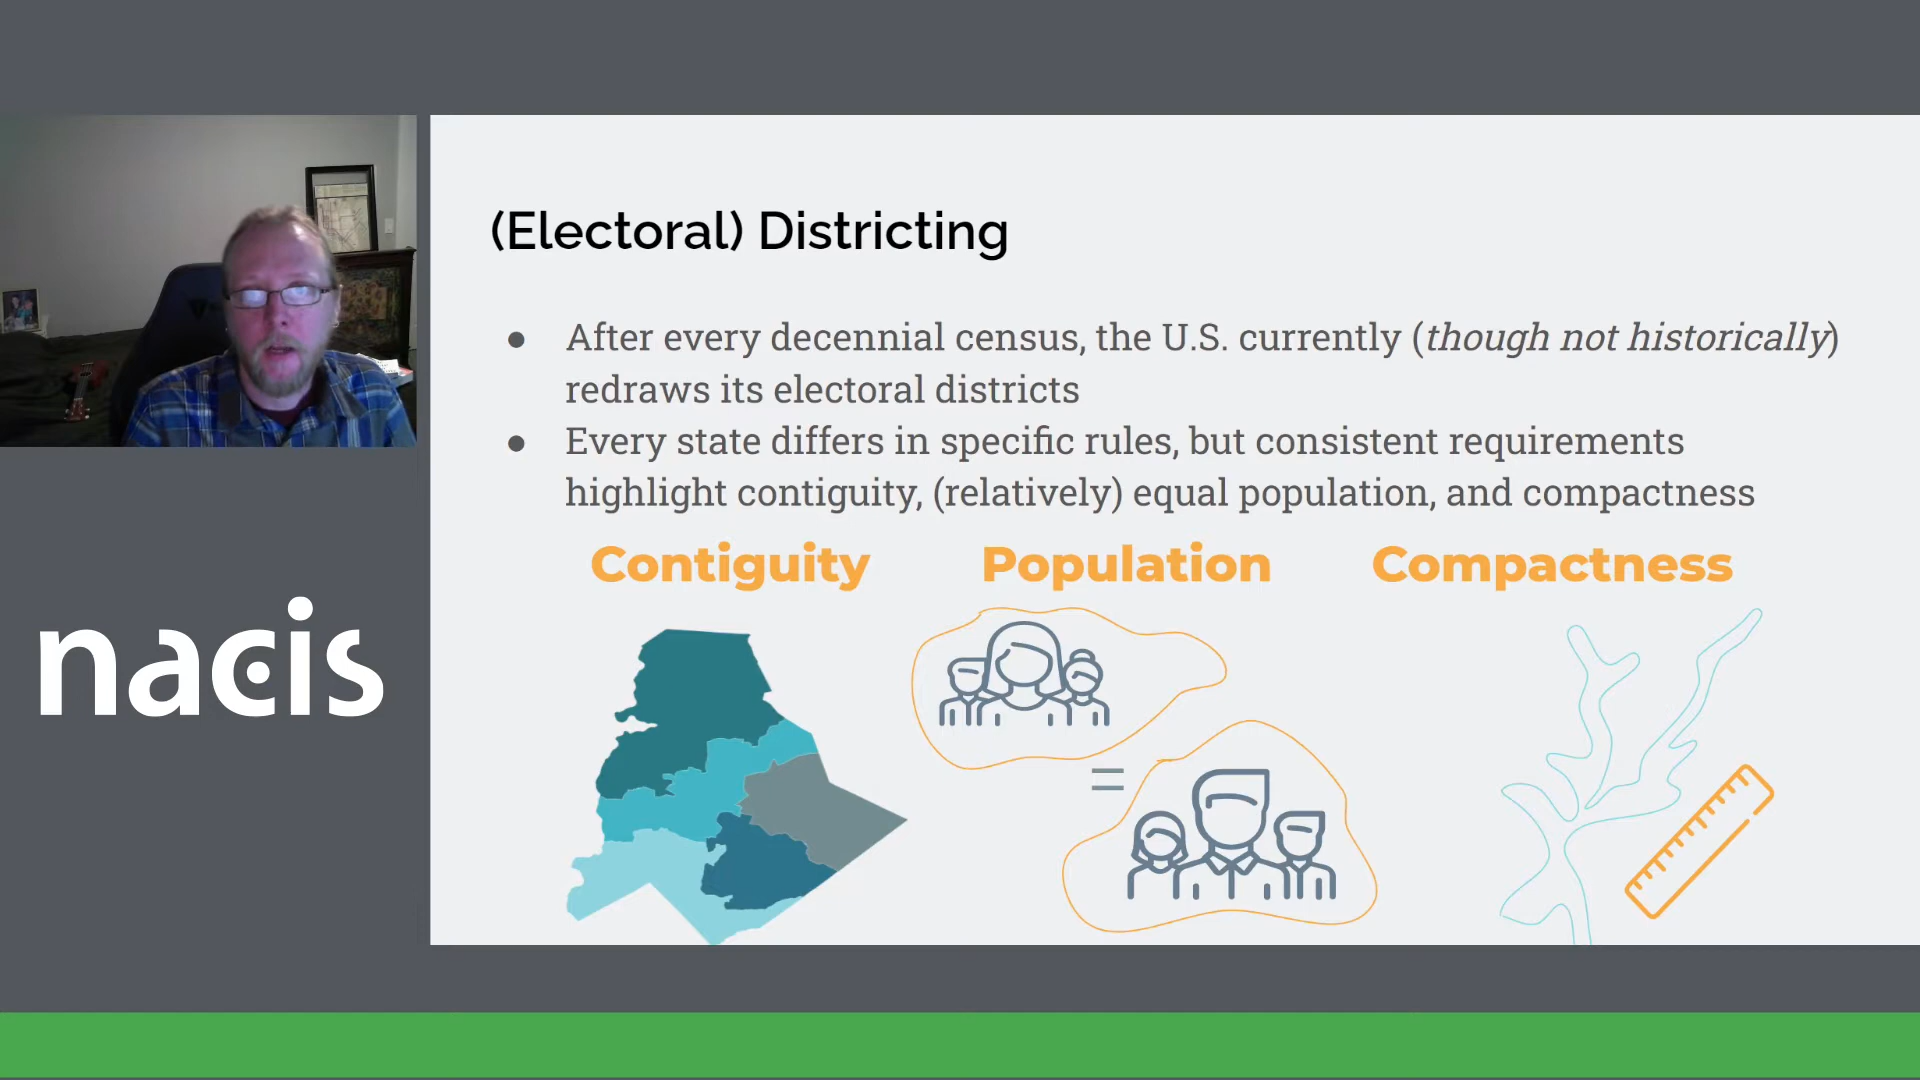 (Electoral) Districting
● After every decennial census, the U.S. currently (though not historically)
redraws its electoral districts
● Every state differs in specific rules, but consistent requirements
highlight contiguity, (relatively) equal population, and compactness
Contiguity Population Compactness
=
nacis